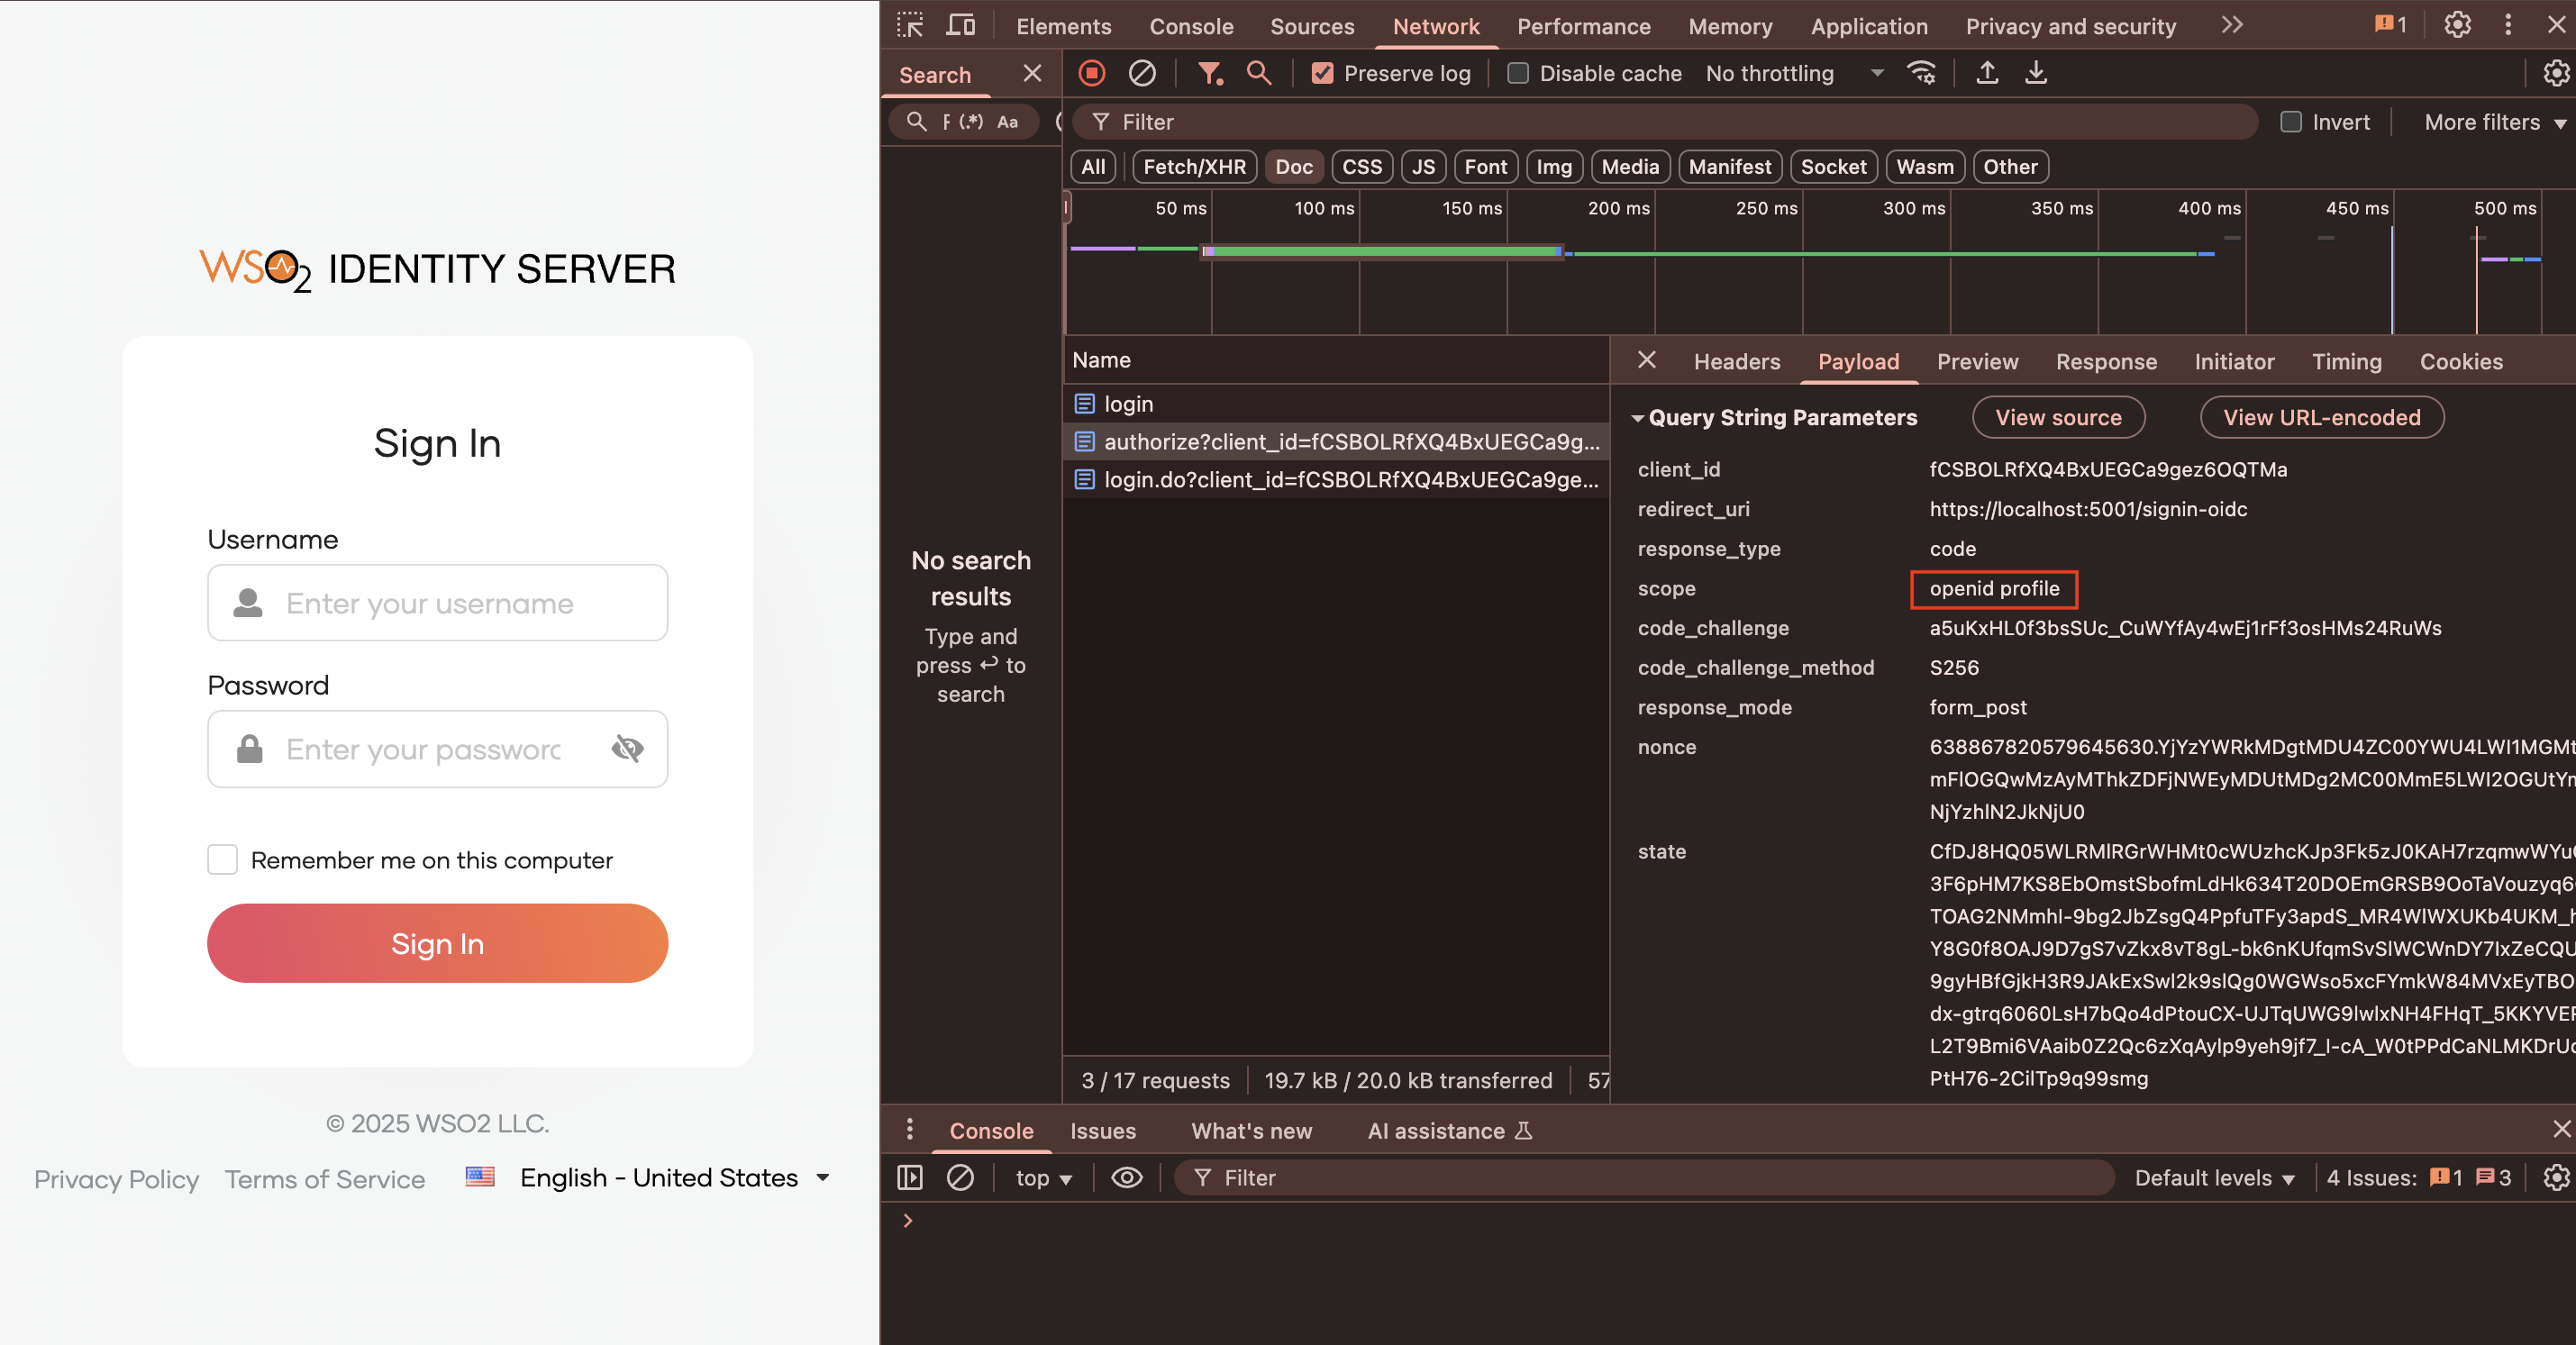 WSO2 IDENTITY SERVER
Sign In
Username
Enter your username
Password
Enter your password
Remember me on this computer
Sign In
© 2025 WSO2 LLC.
Privacy Policy Terms of Service English - United States
Elements Console Sources Network Performance Memory Application Privacy and security 1
Search
Preserve log Disable cache No throttling
F (.*) Aa
Filter Invert More filters
All Fetch/XHR Doc CSS JS Font Img Media Manifest Socket Wasm Other
50 ms 100 ms 150 ms 200 ms 250 ms 300 ms 350 ms 400 ms 450 ms 500 ms
No search
results
Type and
press ↩ to
search
Name
login
authorize?client_id=fCSBOLRfXQ4BxUEGCa9g...
login.do?client_id=fCSBOLRfXQ4BxUEGCa9ge...
3 / 17 requests 19.7 kB / 20.0 kB transferred 57
Headers Payload Preview Response Initiator Timing Cookies
Query String Parameters View source View URL-encoded
client_id fCSBOLRfXQ4BxUEGCa9gez6OQTMa
redirect_uri https://localhost:5001/signin-oidc
response_type code
scope openid profile
code_challenge a5uKxHL0f3bsSUc_CuWYfAy4wEj1rFf3osHMs24RuWs
code_challenge_method S256
response_mode form_post
nonce 638867820579645630.YjYzYWRkMDgtMDU4ZC00YWU4LWI1MGMt
mFlOGQwMzAyMThkZDFjNWEyMDUtMDg2MC00MmE5LWI2OGUtYm
NjYzhlN2JkNjU0
state CfDJ8HQ05WLRMlRGrWHMt0cWUzhcKJp3Fk5zJ0KAH7rzqmwWYu
3F6pHM7KS8EbOmstSbofmLdHk634T20DOEmGRSB9OoTaVouzyq6
TOAG2NMmhI-9bg2JbZsgQ4PpfuTFy3apdS_MR4WlWXUKb4UKM_h
Y8G0f8OAJ9D7gS7vZkx8vT8gL-bk6nKUfqmSvSlWCWnDY7IxZeCQU
9gyHBfGjkH3R9JAkExSwl2k9slQg0WGWso5xcFYmkW84MVxEyTBO
dx-gtrq6060LsH7bQo4dPtouCX-UJTqUWG9lwlxNH4FHqT_5KKYVEF
L2T9Bmi6VAaib0Z2Qc6zXqAylp9yeh9jf7_I-cA_W0tPPdCaNLMKDrUc
PtH76-2CilTp9q99smg
Console Issues What's new AI assistance
top Filter Default levels 4 Issues: 1 3